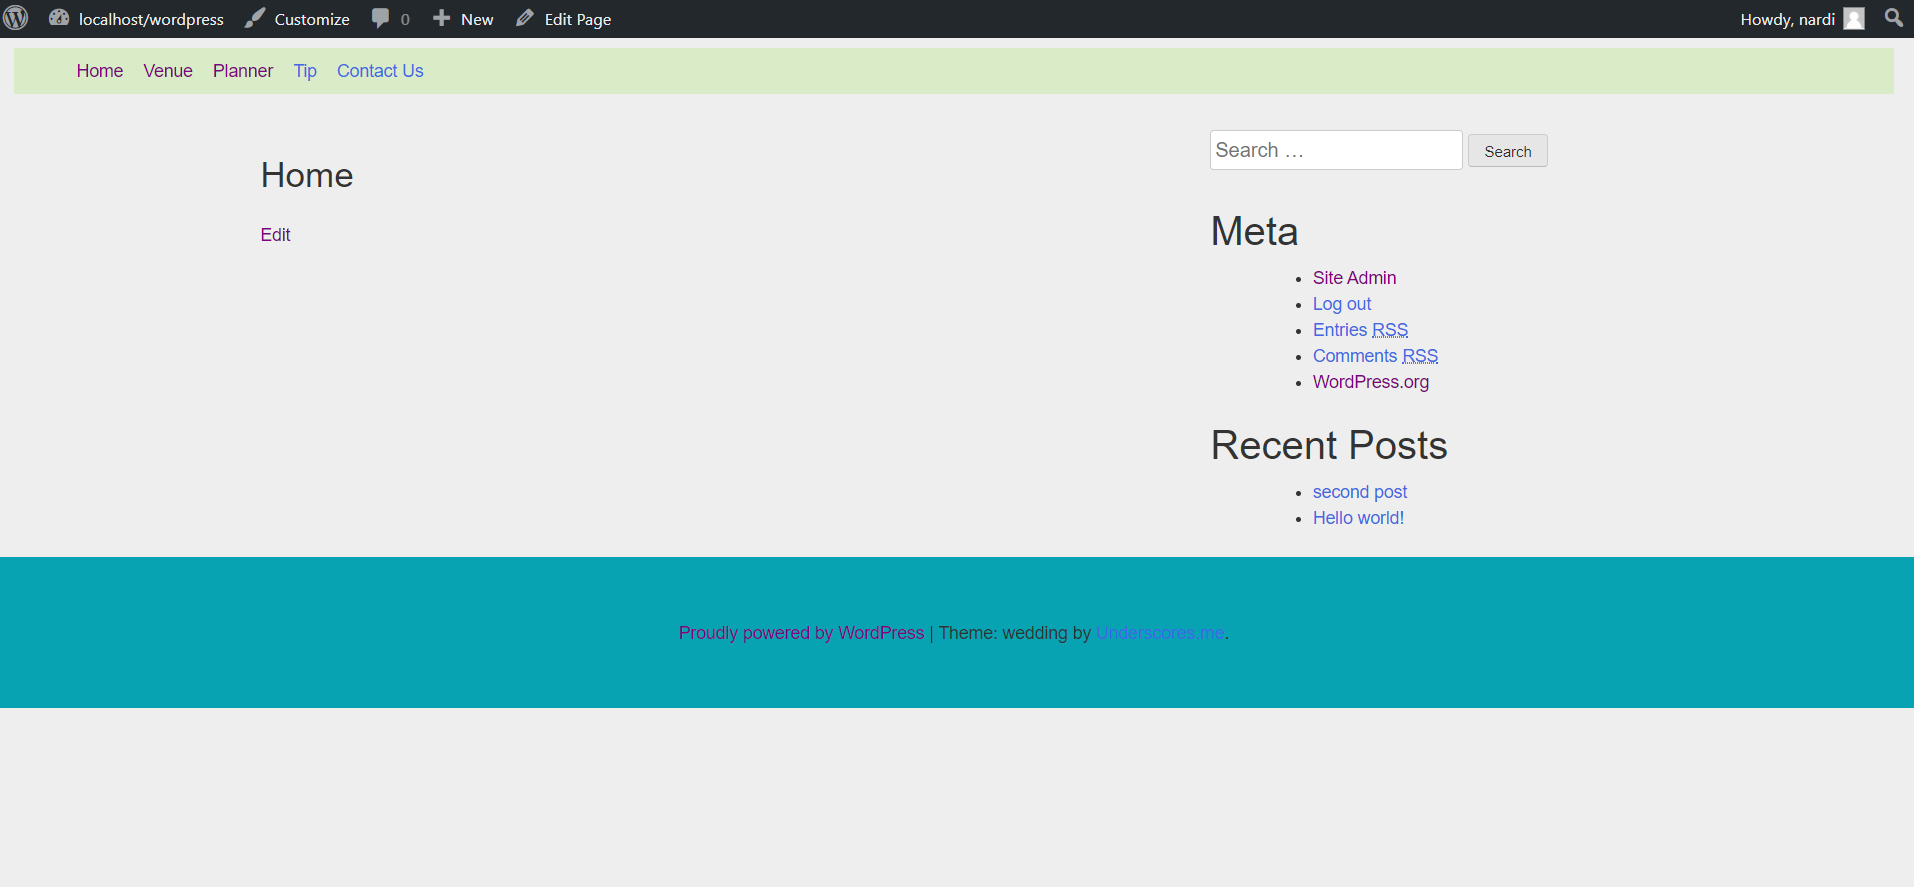 localhost/wordpress Customize 0 New Edit Page Howdy, nardi
Home Venue Planner Tip Contact Us
Home
Edit
Search … Search
Meta
Site Admin
Log out
Entries RSS
Comments RSS
WordPress.org
Recent Posts
second post
Hello world!
Proudly powered by WordPress | Theme: wedding by Underscores.me.